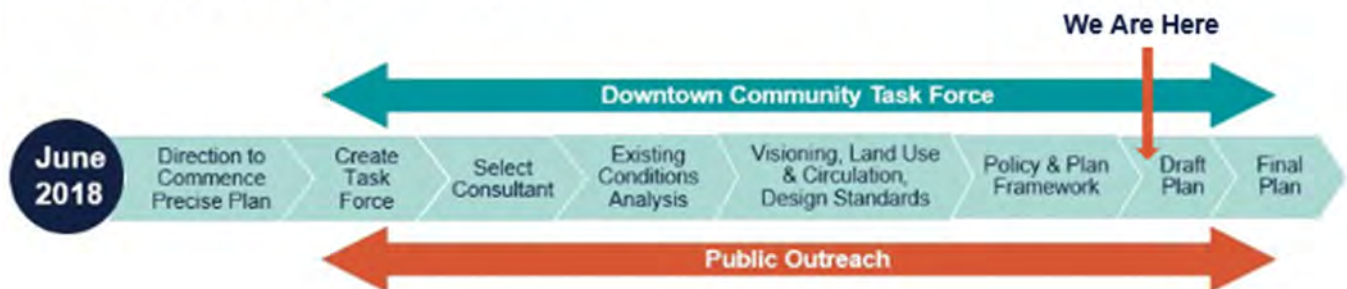 We Are Here
Downtown Community Task Force
June
2018
Direction to
Commence
Precise Plan
Create
Task
Force
Select
Consultant
Existing
Conditions
Analysis
Visioning, Land Use
& Circulation,
Design Standards
Policy & Plan
Framework
Draft
Plan
Final
Plan
Public Outreach